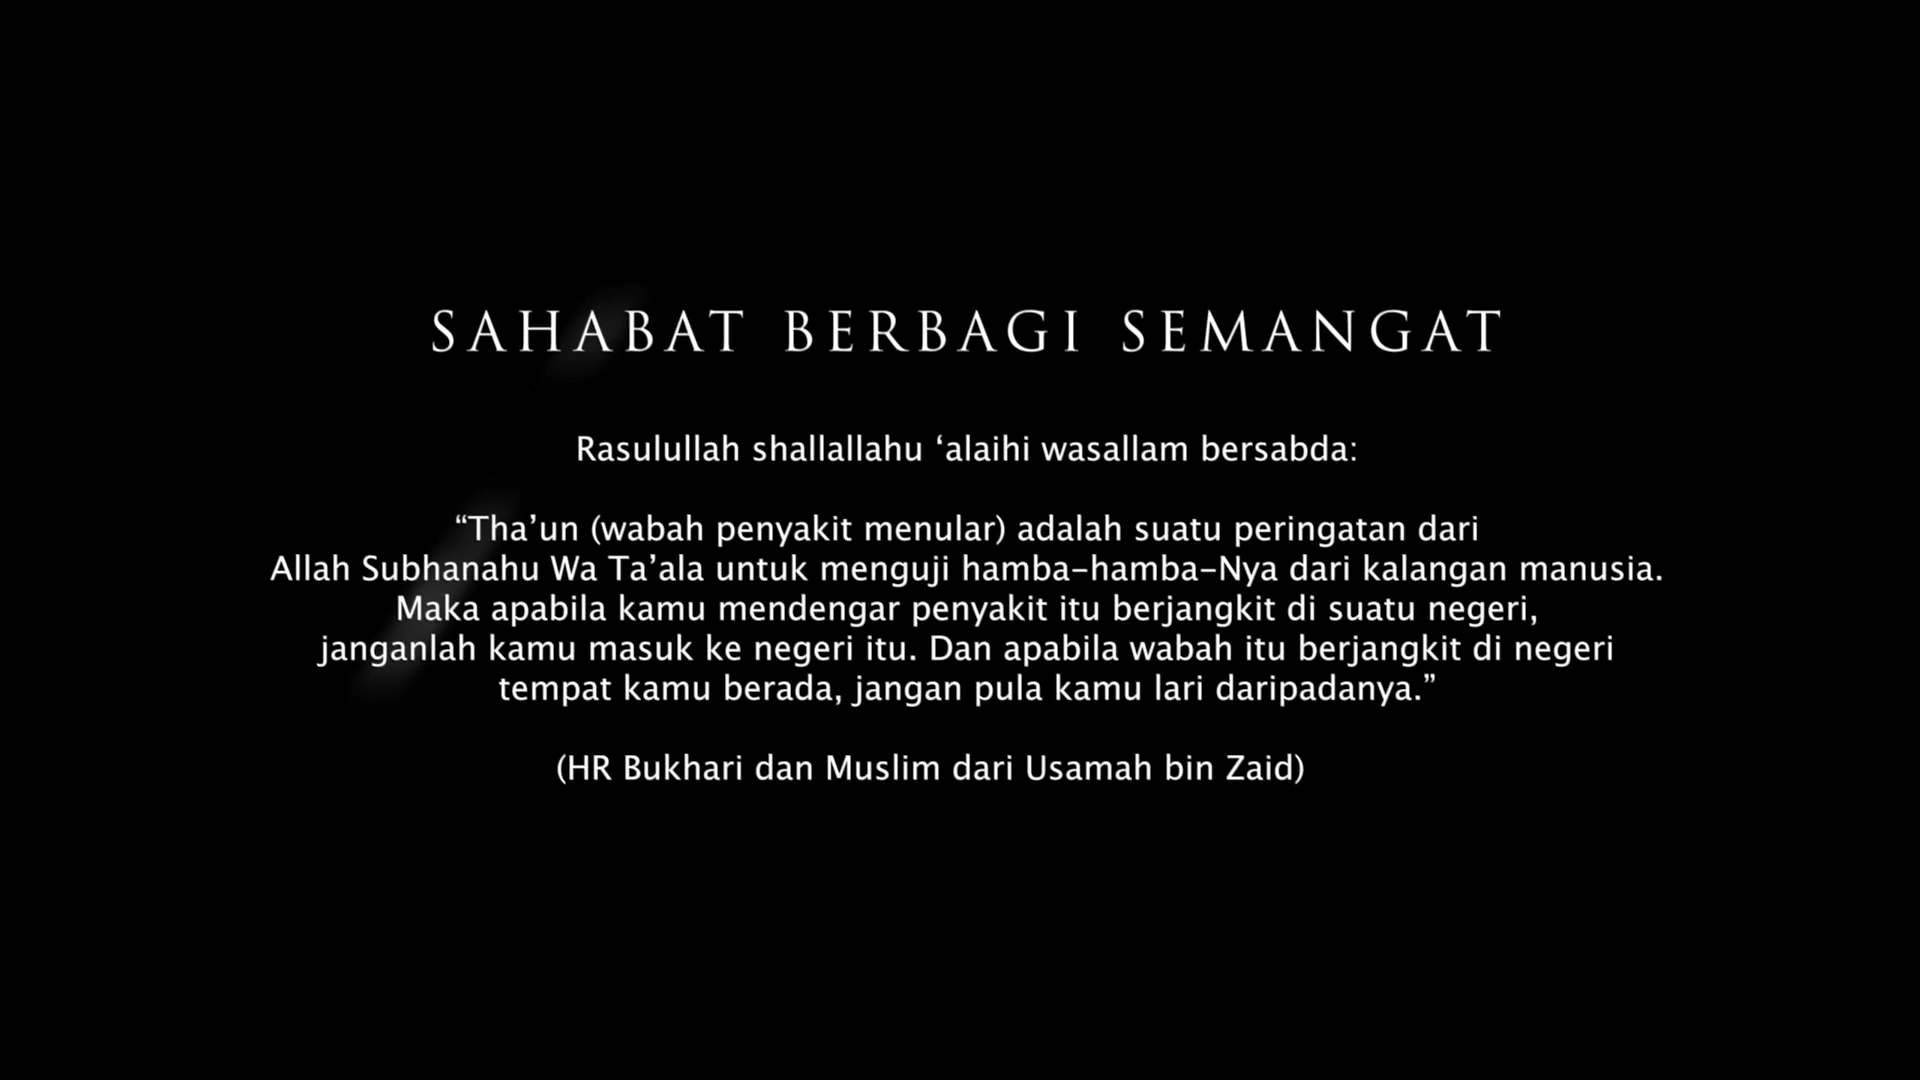 SAHABAT BERBAGI SEMANGAT
Rasulullah shallallahu ‘alaihi wasallam bersabda:
“Tha’un (wabah penyakit menular) adalah suatu peringatan dari
Allah Subhanahu Wa Ta’ala untuk menguji hamba-hamba-Nya dari kalangan manusia.
Maka apabila kamu mendengar penyakit itu berjangkit di suatu negeri,
janganlah kamu masuk ke negeri itu. Dan apabila wabah itu berjangkit di negeri
tempat kamu berada, jangan pula kamu lari daripadanya.”
(HR Bukhari dan Muslim dari Usamah bin Zaid)